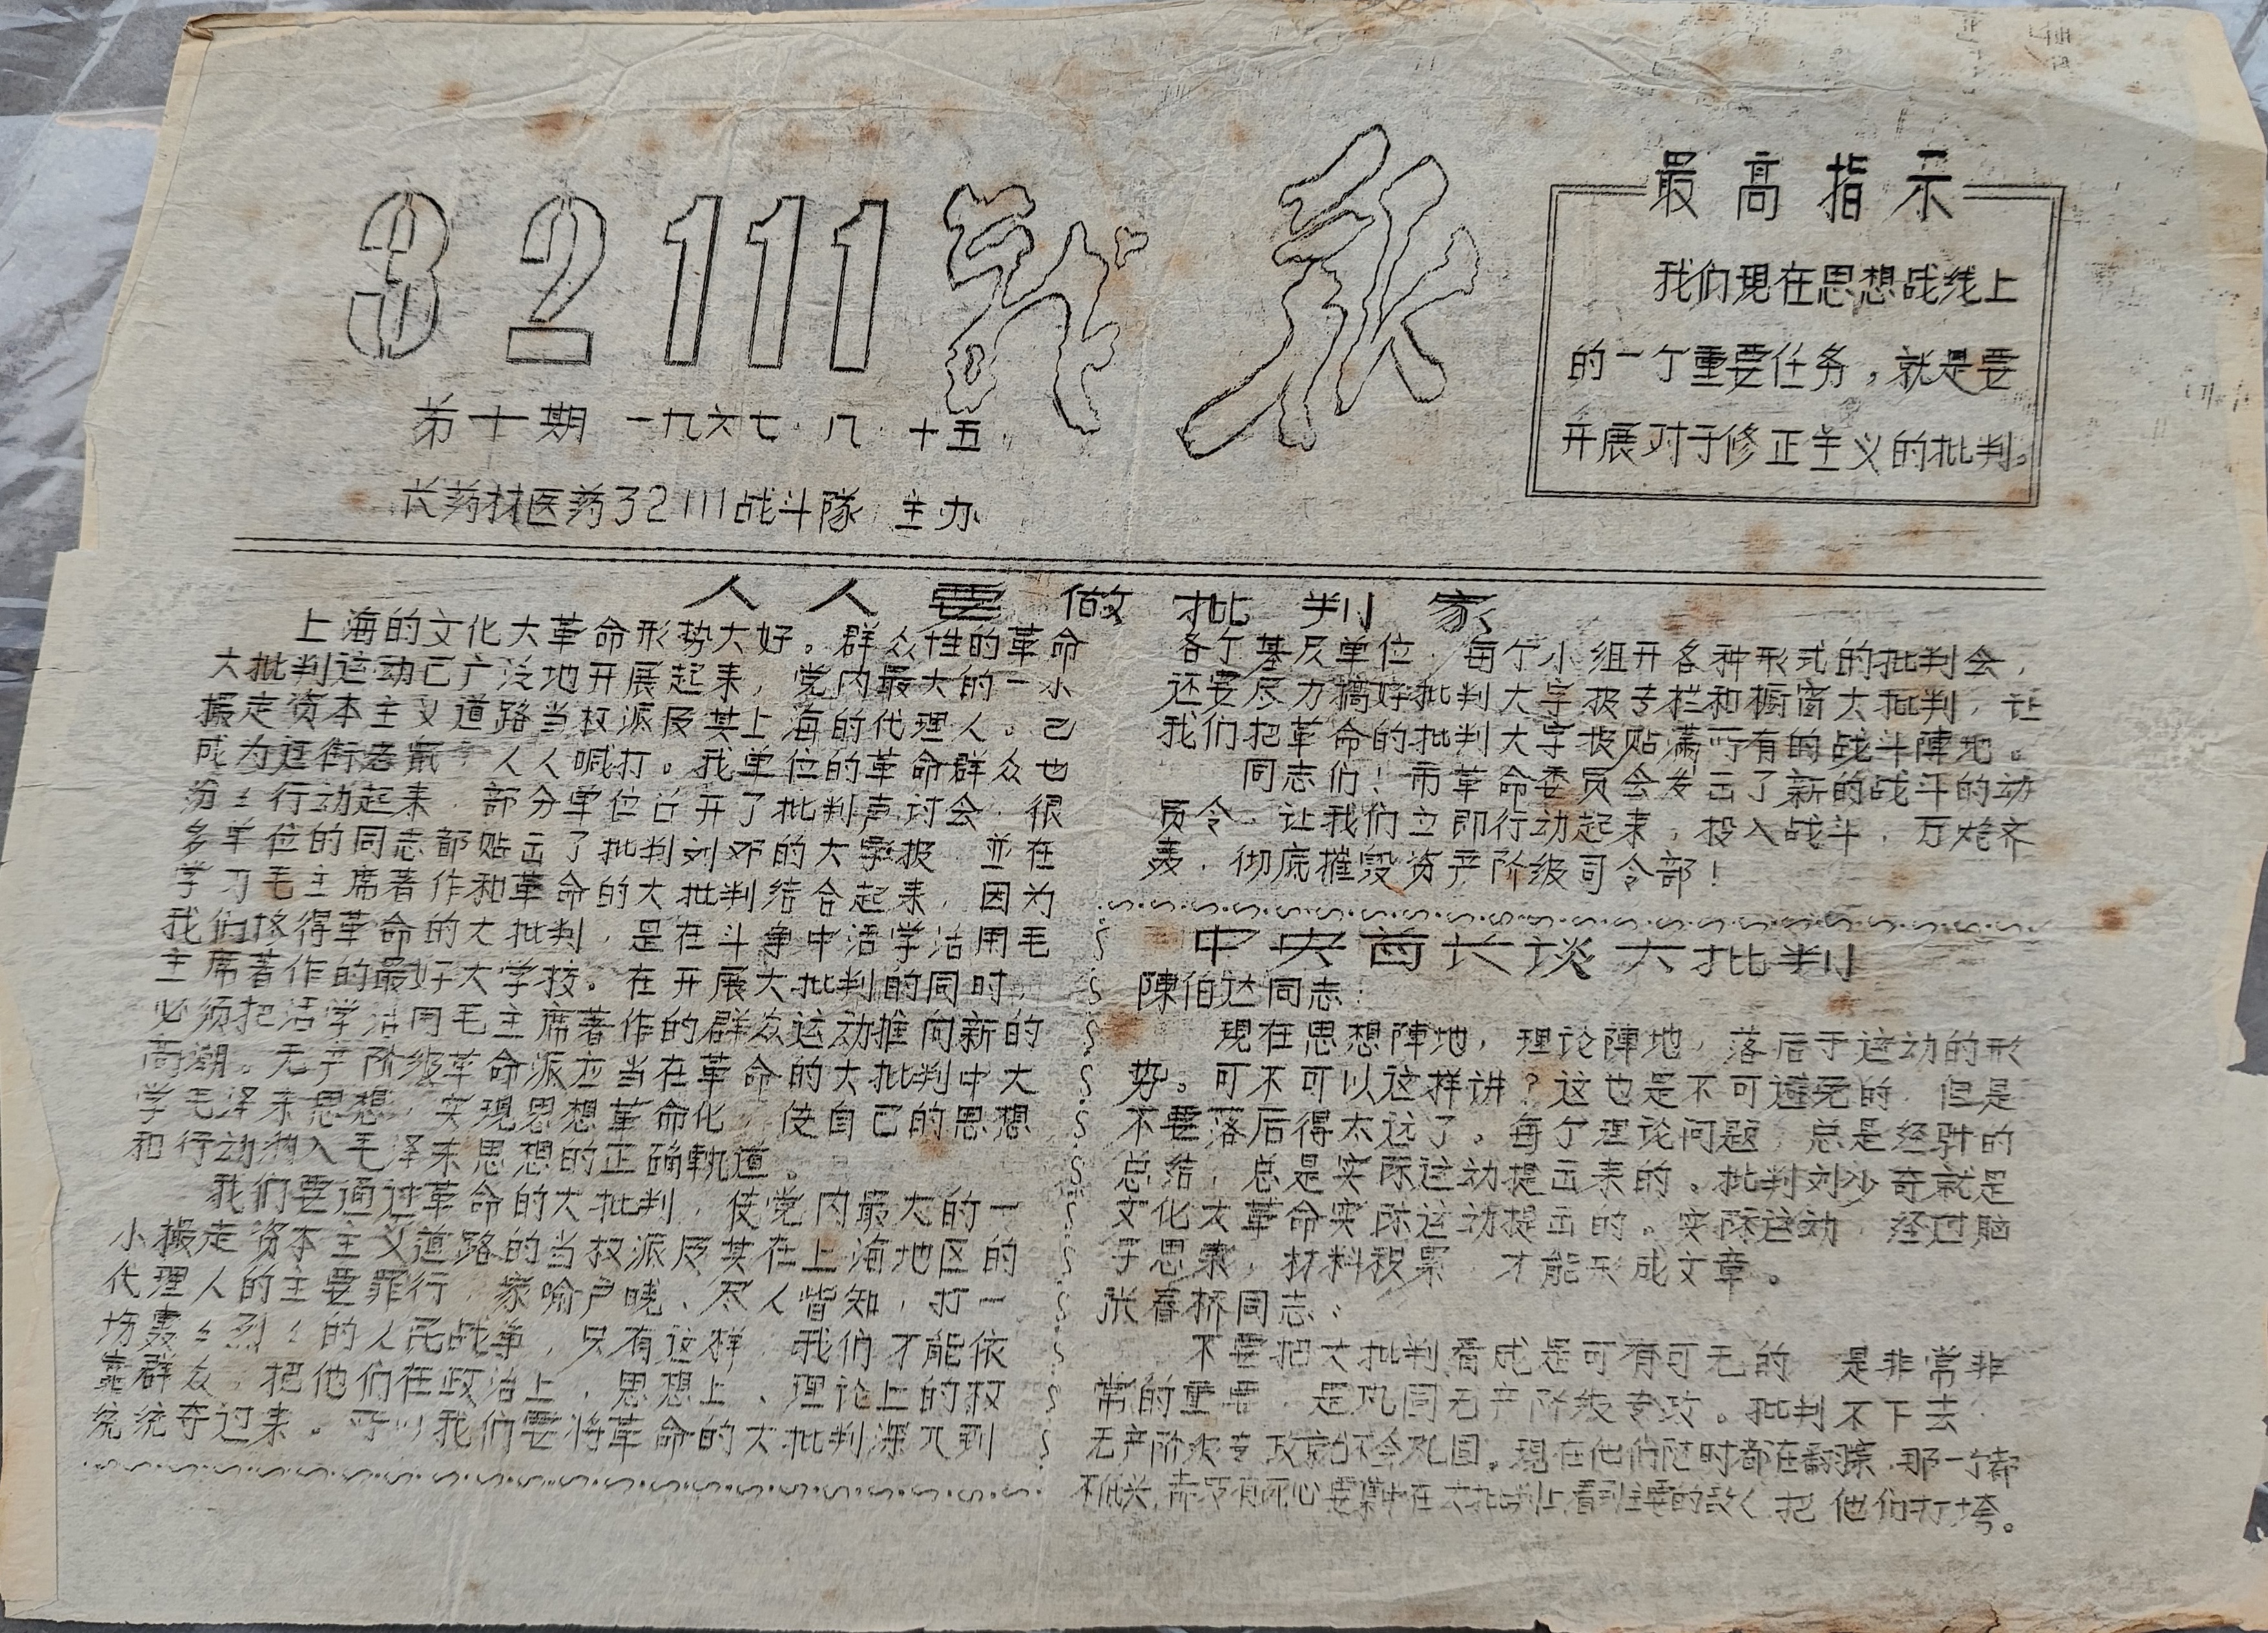 32111战报
第十期 一九六七.八.十五.
长药材医药32111战斗隊 主办
最高指示
我们現在思想战线上
的一个重要任务，就是要
开展对于修正主义的批判。
人人要做批判家
上海的文化大革命形势大好。群众性的革命
大批判运动已广泛地开展起来，党内最大的一小
撮走资本主义道路当权派及其上海的代理人。已
成为过街老鼠 人人喊打。我单位的革命群众也
纷纷行动起来．部分单位召开了批判声讨会．很
多单位的同志都贴出了批判刘邓的大字报．並在
学习毛主席著作和革命的大批判结合起来．因为
我们懂得革命的大批判，是在斗争中活学活用毛
主席著作的最好大学校。在开展大批判的同时，
必须把活学活用毛主席著作的群众运动推向新的
高潮。无产阶级革命派应当在革命的大批判中大
学毛泽东思想，实現思想革命化，使自己的思想
和行动纳入毛泽东思想的正确軌道。
我们要通过革命的大批判，使党内最大的一
小撮走资本主义道路的当权派及其在上海地区的
代理人的主要罪行，家喻户晓、尽人皆知，打一
场轰轰烈烈的人民战争，只有这样，我们才能依
靠群众，把他们在政治上，思想上、理论上的权
统统夺过来。所以我们要将革命的大批判深入到
各个基层单位，每个小组开各种形式的批判会，
还要尽力搞好批判大字报专栏和橱窗大批判，让
我们把革命的批判大字报贴满所有的战斗陣地。
同志们！市革命委员会发出了新的战斗的动
员令．让我们立即行动起来，投入战斗，万炮齐
轰，彻底摧毁资产阶级司令部！
中央首长谈大批判
陳伯达同志：
現在思想陣地，理论陣地，落后于运动的形
势。可不可以这样讲？这也是不可避免的．但是
不要落后得太远了。每个理论问题，总是经驗的
总结，总是实际运动提出来的。批判刘少奇就是
文化大革命实际运动提出的。实际运动，经过脑
子思索，材料积累，才能形成文章。
张春桥同志：
不要把大批判看成是可有可无的 是非常非
常的重要．是巩固无产阶级专政。批判不下去．
无产阶级专政就不会巩固。現在他们随时都在翻案．那一个都
不 要集中在大批判上看到主要的敌人 把他们打垮。